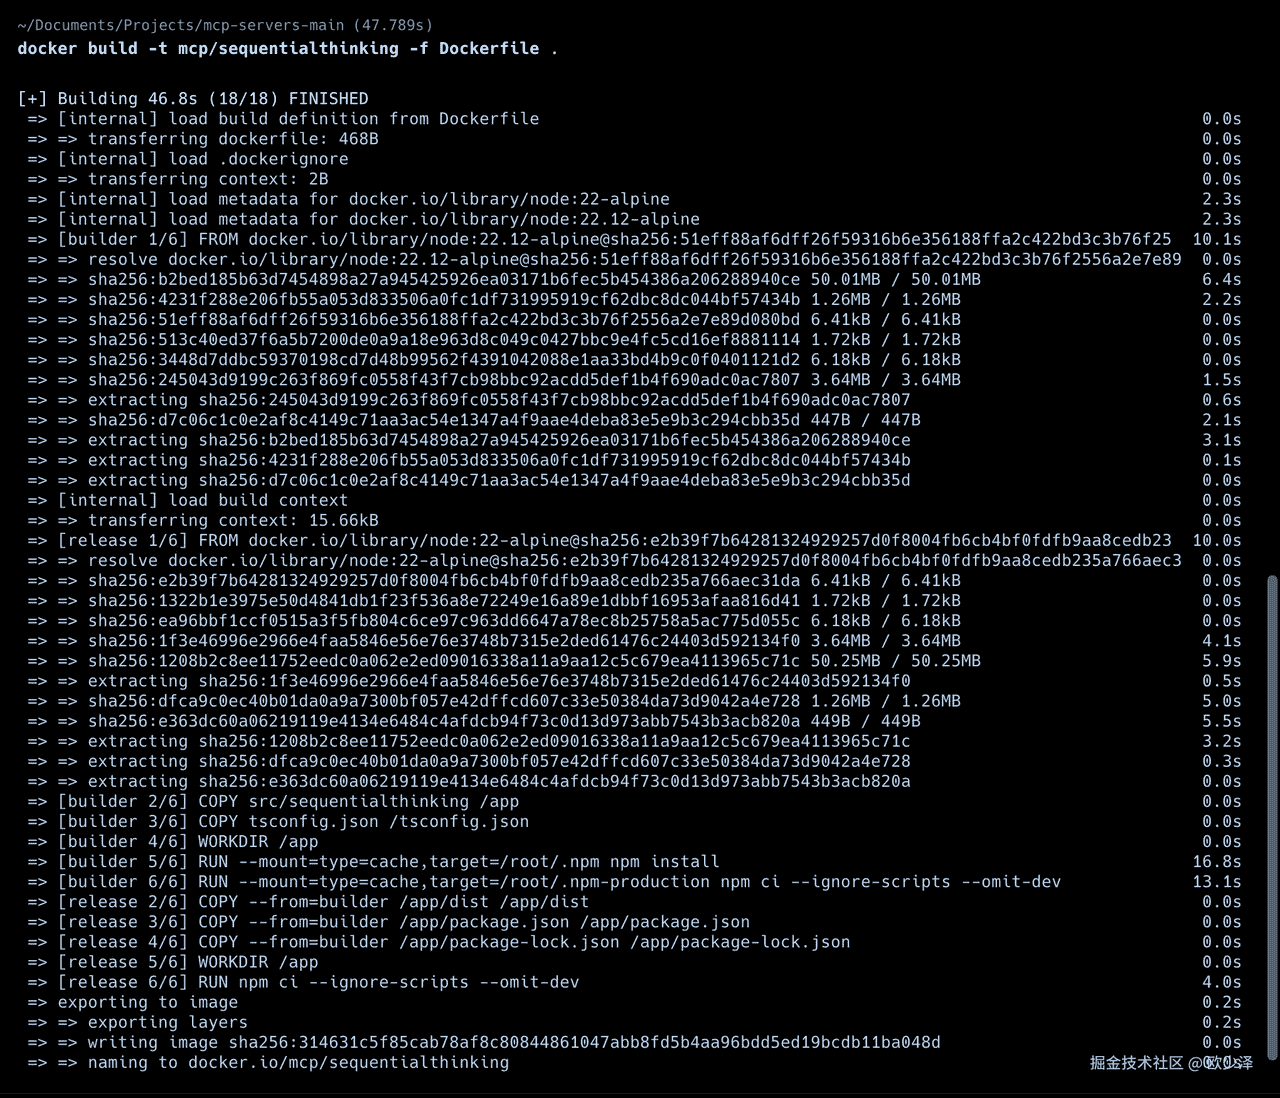 ~/Documents/Projects/mcp-servers-main (47.789s)
docker build -t mcp/sequentialthinking -f Dockerfile .
[+] Building 46.8s (18/18) FINISHED
=> [internal] load build definition from Dockerfile 0.0s
=> => transferring dockerfile: 468B 0.0s
=> [internal] load .dockerignore 0.0s
=> => transferring context: 2B 0.0s
=> [internal] load metadata for docker.io/library/node:22-alpine 2.3s
=> [internal] load metadata for docker.io/library/node:22.12-alpine 2.3s
=> [builder 1/6] FROM docker.io/library/node:22.12-alpine@sha256:51eff88af6dff26f59316b6e356188ffa2c422bd3c3b76f25 10.1s
=> => resolve docker.io/library/node:22.12-alpine@sha256:51eff88af6dff26f59316b6e356188ffa2c422bd3c3b76f2556a2e7e89 0.0s
=> => sha256:b2bed185b63d7454898a27a945425926ea03171b6fec5b454386a206288940ce 50.01MB / 50.01MB 6.4s
=> => sha256:4231f288e206fb55a053d833506a0fc1df731995919cf62dbc8dc044bf57434b 1.26MB / 1.26MB 2.2s
=> => sha256:51eff88af6dff26f59316b6e356188ffa2c422bd3c3b76f2556a2e7e89d080bd 6.41kB / 6.41kB 0.0s
=> => sha256:513c40ed37f6a5b7200de0a9a18e963d8c049c0427bbc9e4fc5cd16ef8881114 1.72kB / 1.72kB 0.0s
=> => sha256:3448d7ddbc59370198cd7d48b99562f4391042088e1aa33bd4b9c0f0401121d2 6.18kB / 6.18kB 0.0s
=> => sha256:245043d9199c263f869fc0558f43f7cb98bbc92acdd5def1b4f690adc0ac7807 3.64MB / 3.64MB 1.5s
=> => extracting sha256:245043d9199c263f869fc0558f43f7cb98bbc92acdd5def1b4f690adc0ac7807 0.6s
=> => sha256:d7c06c1c0e2af8c4149c71aa3ac54e1347a4f9aae4deba83e5e9b3c294cbb35d 447B / 447B 2.1s
=> => extracting sha256:b2bed185b63d7454898a27a945425926ea03171b6fec5b454386a206288940ce 3.1s
=> => extracting sha256:4231f288e206fb55a053d833506a0fc1df731995919cf62dbc8dc044bf57434b 0.1s
=> => extracting sha256:d7c06c1c0e2af8c4149c71aa3ac54e1347a4f9aae4deba83e5e9b3c294cbb35d 0.0s
=> [internal] load build context 0.0s
=> => transferring context: 15.66kB 0.0s
=> [release 1/6] FROM docker.io/library/node:22-alpine@sha256:e2b39f7b64281324929257d0f8004fb6cb4bf0fdfb9aa8cedb23 10.0s
=> => resolve docker.io/library/node:22-alpine@sha256:e2b39f7b64281324929257d0f8004fb6cb4bf0fdfb9aa8cedb235a766aec3 0.0s
=> => sha256:e2b39f7b64281324929257d0f8004fb6cb4bf0fdfb9aa8cedb235a766aec31da 6.41kB / 6.41kB 0.0s
=> => sha256:1322b1e3975e50d4841db1f23f536a8e72249e16a89e1dbbf16953afaa816d41 1.72kB / 1.72kB 0.0s
=> => sha256:ea96bbf1ccf0515a3f5fb804c6ce97c963dd6647a78ec8b25758a5ac775d055c 6.18kB / 6.18kB 0.0s
=> => sha256:1f3e46996e2966e4faa5846e56e76e3748b7315e2ded61476c24403d592134f0 3.64MB / 3.64MB 4.1s
=> => sha256:1208b2c8ee11752eedc0a062e2ed09016338a11a9aa12c5c679ea4113965c71c 50.25MB / 50.25MB 5.9s
=> => extracting sha256:1f3e46996e2966e4faa5846e56e76e3748b7315e2ded61476c24403d592134f0 0.5s
=> => sha256:dfca9c0ec40b01da0a9a7300bf057e42dffcd607c33e50384da73d9042a4e728 1.26MB / 1.26MB 5.0s
=> => sha256:e363dc60a06219119e4134e6484c4afdcb94f73c0d13d973abb7543b3acb820a 449B / 449B 5.5s
=> => extracting sha256:1208b2c8ee11752eedc0a062e2ed09016338a11a9aa12c5c679ea4113965c71c 3.2s
=> => extracting sha256:dfca9c0ec40b01da0a9a7300bf057e42dffcd607c33e50384da73d9042a4e728 0.3s
=> => extracting sha256:e363dc60a06219119e4134e6484c4afdcb94f73c0d13d973abb7543b3acb820a 0.0s
=> [builder 2/6] COPY src/sequentialthinking /app 0.0s
=> [builder 3/6] COPY tsconfig.json /tsconfig.json 0.0s
=> [builder 4/6] WORKDIR /app 0.0s
=> [builder 5/6] RUN --mount=type=cache,target=/root/.npm npm install 16.8s
=> [builder 6/6] RUN --mount=type=cache,target=/root/.npm-production npm ci --ignore-scripts --omit-dev 13.1s
=> [release 2/6] COPY --from=builder /app/dist /app/dist 0.0s
=> [release 3/6] COPY --from=builder /app/package.json /app/package.json 0.0s
=> [release 4/6] COPY --from=builder /app/package-lock.json /app/package-lock.json 0.0s
=> [release 5/6] WORKDIR /app 0.0s
=> [release 6/6] RUN npm ci --ignore-scripts --omit-dev 4.0s
=> exporting to image 0.2s
=> => exporting layers 0.2s
=> => writing image sha256:314631c5f85cab78af8c80844861047abb8fd5b4aa96bdd5ed19bcdb11ba048d 0.0s
=> => naming to docker.io/mcp/sequentialthinking 0.0s
掘金技术社区 @欧少泽